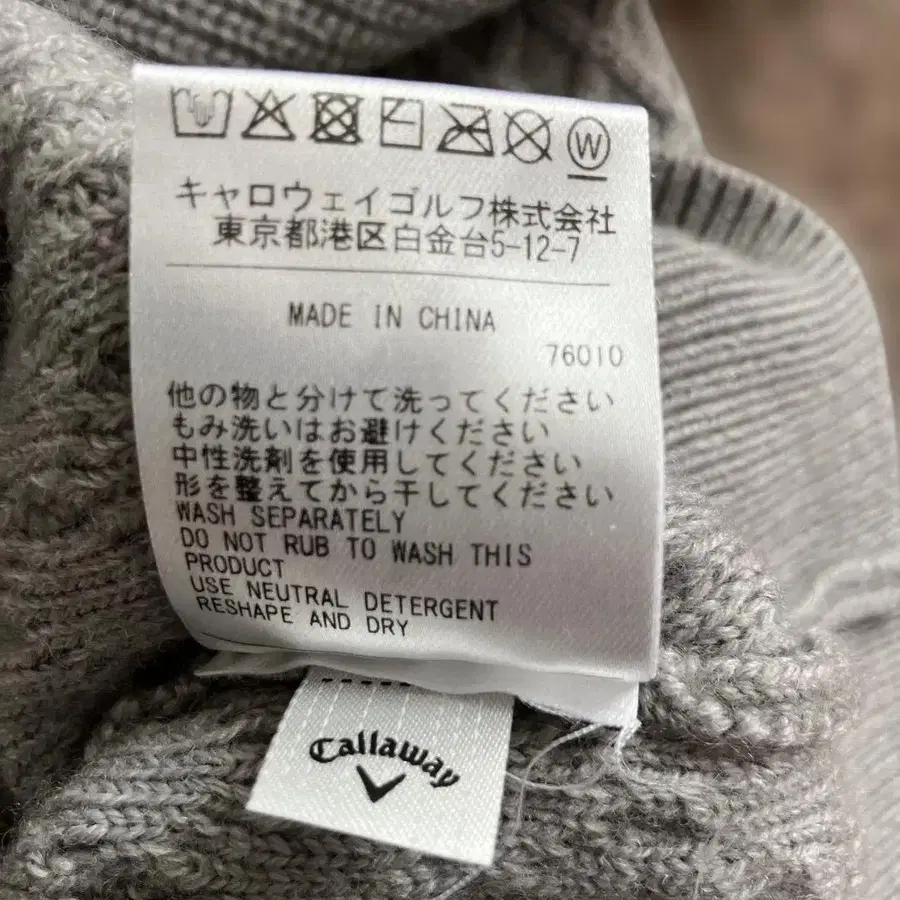 W
キャロウェイゴルフ株式会社
東京都港区白金台5-12-7
MADE IN CHINA
76010
他の物と分けて洗ってください
もみ洗いはお避けください
中性洗剤を使用してください
形を整えてから干してください
WASH SEPARATELY
DO NOT RUB TO WASH THIS
PRODUCT
USE NEUTRAL DETERGENT
RESHAPE AND DRY
Callaway